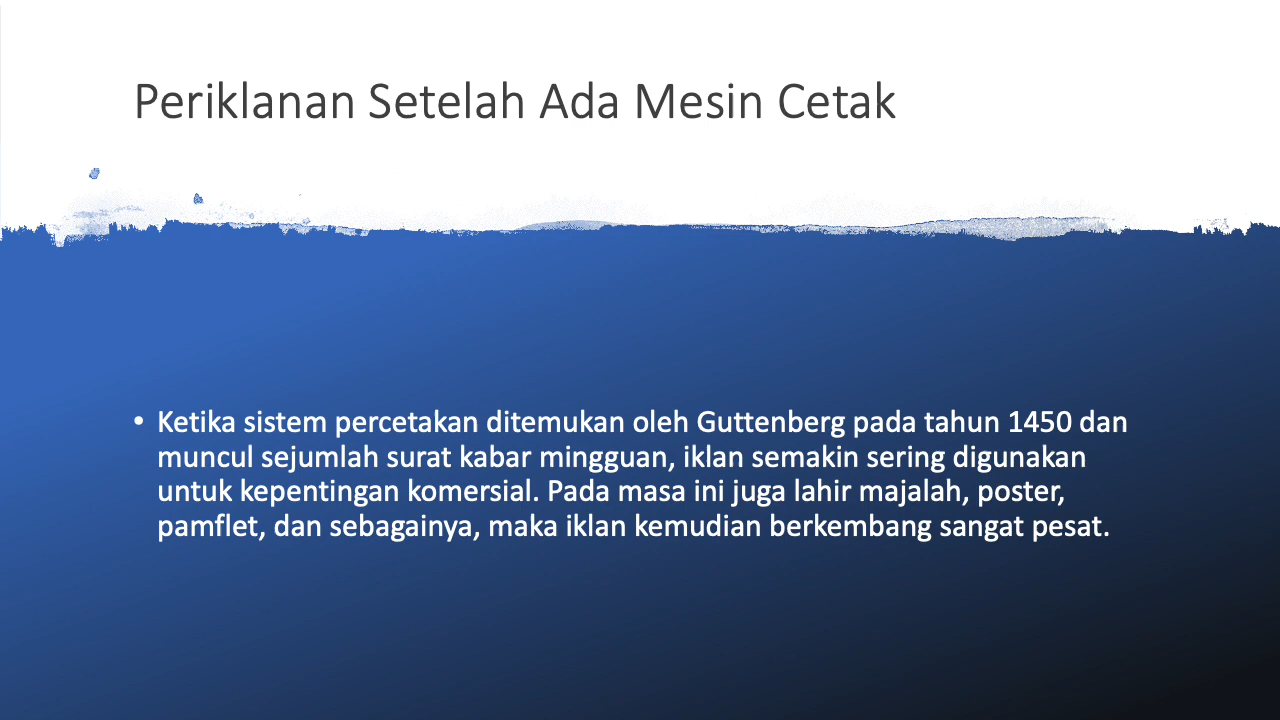 Periklanan Setelah Ada Mesin Cetak
• Ketika sistem percetakan ditemukan oleh Guttenberg pada tahun 1450 dan
muncul sejumlah surat kabar mingguan, iklan semakin sering digunakan
untuk kepentingan komersial. Pada masa ini juga lahir majalah, poster,
pamflet, dan sebagainya, maka iklan kemudian berkembang sangat pesat.